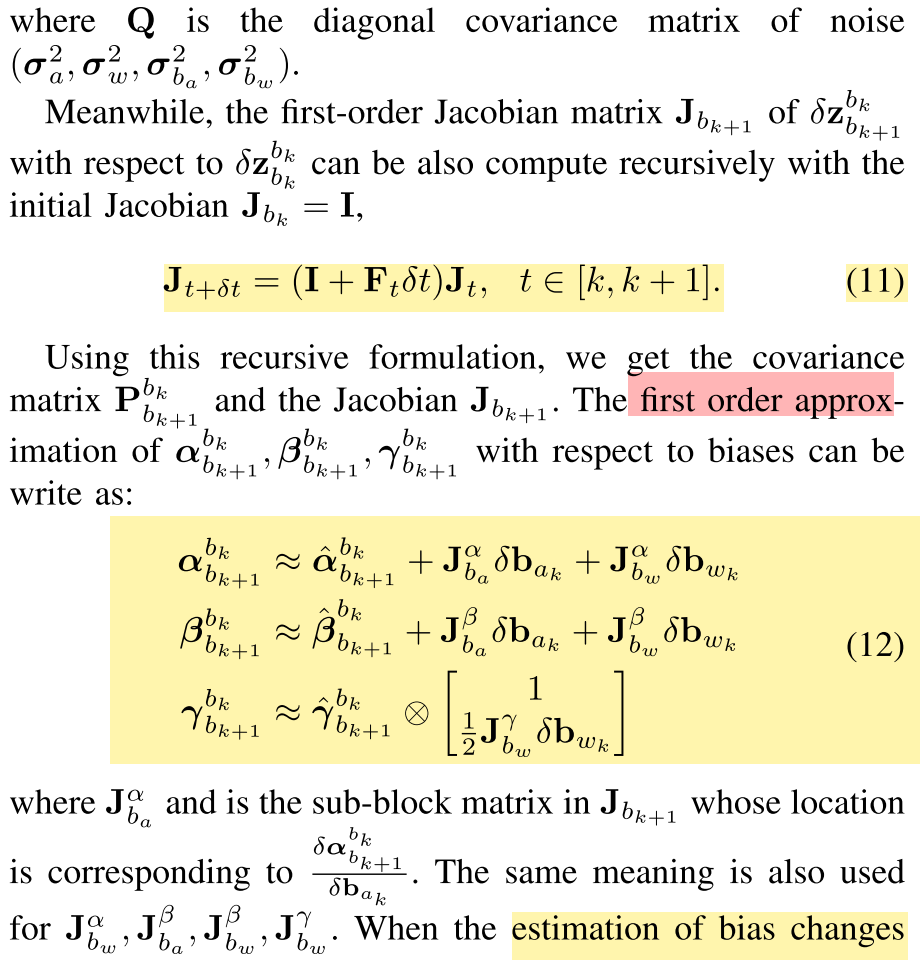 where $\mathbf{Q}$ is the diagonal covariance matrix of noise
$(\boldsymbol{\sigma}_a^2, \boldsymbol{\sigma}_w^2, \boldsymbol{\sigma}_{b_a}^2, \boldsymbol{\sigma}_{b_w}^2)$.
Meanwhile, the first-order Jacobian matrix $\mathbf{J}_{b_{k+1}}$ of $\delta\mathbf{z}_{b_{k+1}}^{b_k}$
with respect to $\delta\mathbf{z}_{b_k}^{b_k}$ can be also compute recursively with the
initial Jacobian $\mathbf{J}_{b_k} = \mathbf{I}$,
$\mathbf{J}_{t+\delta t} = (\mathbf{I} + \mathbf{F}_t \delta t)\mathbf{J}_t, \quad t \in [k, k+1].$ (11)
Using this recursive formulation, we get the covariance
matrix $\mathbf{P}_{b_{k+1}}^{b_k}$ and the Jacobian $\mathbf{J}_{b_{k+1}}$. The first order approx-
imation of $\boldsymbol{\alpha}_{b_{k+1}}^{b_k}, \boldsymbol{\beta}_{b_{k+1}}^{b_k}, \boldsymbol{\gamma}_{b_{k+1}}^{b_k}$ with respect to biases can be
write as:
$\boldsymbol{\alpha}_{b_{k+1}}^{b_k} \approx \hat{\boldsymbol{\alpha}}_{b_{k+1}}^{b_k} + \mathbf{J}_{b_a}^{\alpha} \delta\mathbf{b}_{a_k} + \mathbf{J}_{b_w}^{\alpha} \delta\mathbf{b}_{w_k}$
$\boldsymbol{\beta}_{b_{k+1}}^{b_k} \approx \hat{\boldsymbol{\beta}}_{b_{k+1}}^{b_k} + \mathbf{J}_{b_a}^{\beta} \delta\mathbf{b}_{a_k} + \mathbf{J}_{b_w}^{\beta} \delta\mathbf{b}_{w_k}$ (12)
$\boldsymbol{\gamma}_{b_{k+1}}^{b_k} \approx \hat{\boldsymbol{\gamma}}_{b_{k+1}}^{b_k} \otimes \begin{bmatrix} 1 \\ \frac{1}{2}\mathbf{J}_{b_w}^{\gamma} \delta\mathbf{b}_{w_k} \end{bmatrix}$
where $\mathbf{J}_{b_a}^{\alpha}$ and is the sub-block matrix in $\mathbf{J}_{b_{k+1}}$ whose location
is corresponding to $\frac{\delta\boldsymbol{\alpha}_{b_{k+1}}^{b_k}}{\delta\mathbf{b}_{a_k}}$. The same meaning is also used
for $\mathbf{J}_{b_w}^{\alpha}, \mathbf{J}_{b_a}^{\beta}, \mathbf{J}_{b_w}^{\beta}, \mathbf{J}_{b_w}^{\gamma}$. When the estimation of bias changes